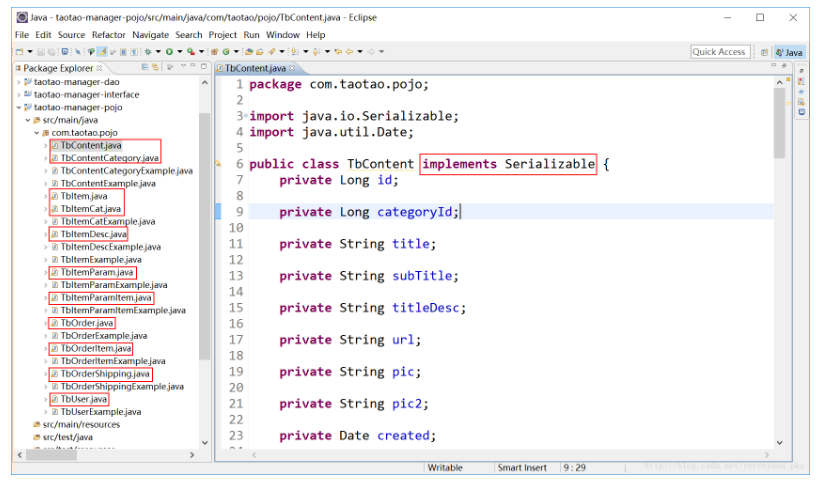 Java - taotao-manager-pojo/src/main/java/com/taotao/pojo/TbContent.java - Eclipse
File Edit Source Refactor Navigate Search Project Run Window Help
Quick Access
Java
Package Explorer
taotao-manager-dao
taotao-manager-interface
taotao-manager-pojo
src/main/java
com.taotao.pojo
TbContent.java
TbContentCategory.java
TbContentCategoryExample.java
TbContentExample.java
TbItem.java
TbItemCat.java
TbItemCatExample.java
TbItemDesc.java
TbItemDescExample.java
TbItemExample.java
TbItemParam.java
TbItemParamExample.java
TbItemParamItem.java
TbItemParamItemExample.java
TbOrder.java
TbOrderExample.java
TbOrderItem.java
TbOrderItemExample.java
TbOrderShipping.java
TbOrderShippingExample.java
TbUser.java
TbUserExample.java
src/main/resources
src/test/java
TbContent.java
1 package com.taotao.pojo;
2
3 import java.io.Serializable;
4 import java.util.Date;
5
6 public class TbContent implements Serializable {
7 private Long id;
8
9 private Long categoryId;
10
11 private String title;
12
13 private String subTitle;
14
15 private String titleDesc;
16
17 private String url;
18
19 private String pic;
20
21 private String pic2;
22
23 private Date created;
Writable Smart Insert 9 : 29